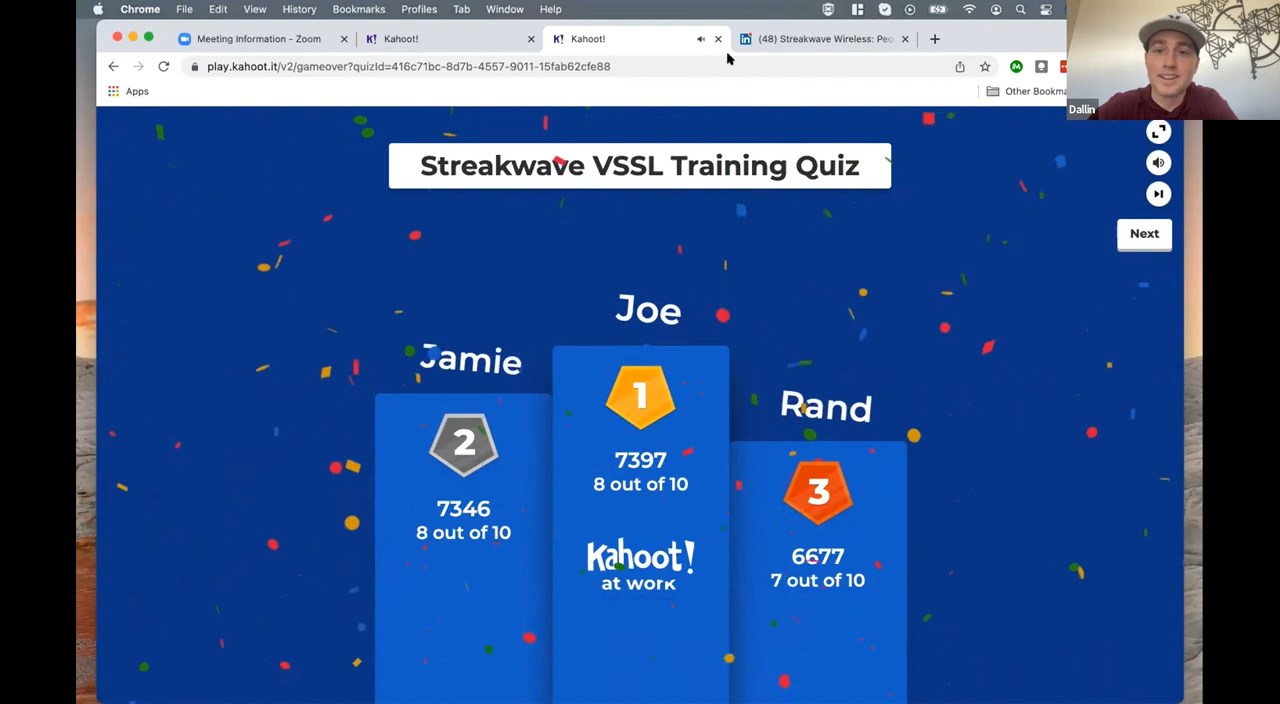 Chrome File Edit View History Bookmarks Profiles Tab Window Help
Meeting Information - Zoom
K! Kahoot!
K! Kahoot!
in (48) Streakwave Wireless: Peo
play.kahoot.it/v2/gameover?quizId=416c71bc-8d7b-4557-9011-15fab62cfe88
Apps
Other Bookma
Dallin
Streakwave VSSL Training Quiz
Next
Joe
Jamie
Rand
1
2
3
7397
8 out of 10
7346
8 out of 10
6677
7 out of 10
Kahoot!
at work